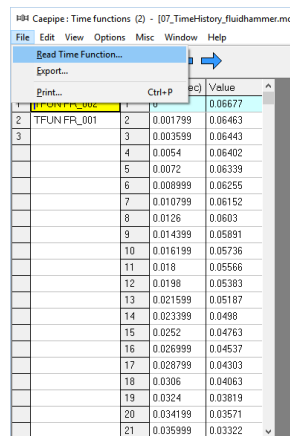 Caepipe : Time functions (2) - [07_TimeHistory_fluidhammer.mo
File Edit View Options Misc Window Help
Read Time Function...
Export...
Print... Ctrl+P
ec) Value
1 TFUN FR_002 1 0 0.06677
2 TFUN FR_001 2 0.001799 0.06463
3 3 0.003599 0.06443
4 0.0054 0.06402
5 0.0072 0.06339
6 0.008999 0.06255
7 0.010799 0.06152
8 0.0126 0.0603
9 0.014399 0.05891
10 0.016199 0.05736
11 0.018 0.05566
12 0.0198 0.05383
13 0.021599 0.05187
14 0.023399 0.0498
15 0.0252 0.04763
16 0.026999 0.04537
17 0.028799 0.04303
18 0.0306 0.04063
19 0.0324 0.03819
20 0.034199 0.03571
21 0.035999 0.03322